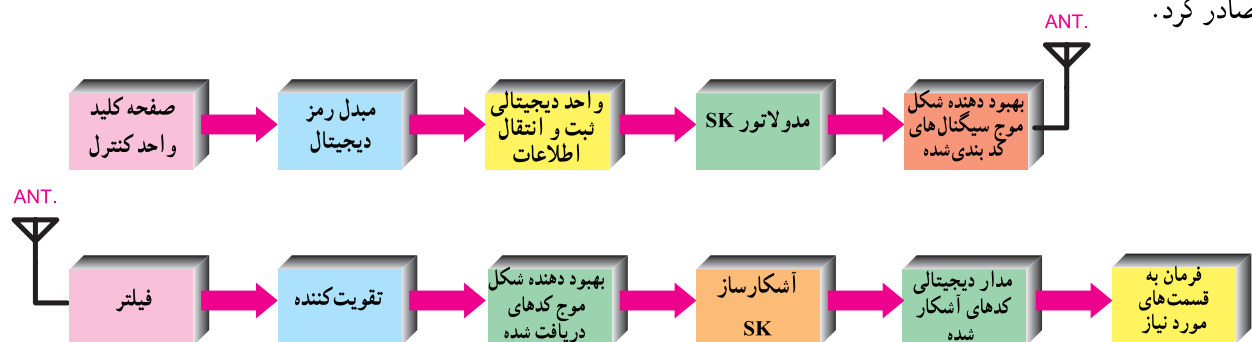 صادر کرد.
ANT.
صفحه کلید
واحد کنترل
مبدل رمز
دیجیتال
واحد دیجیتالی
ثبت و انتقال
اطلاعات
مدولاتور SK
بهبود دهنده شکل
موج سیگنال‌های
کد بندی‌شده
ANT.
فیلتر
تقویت‌کننده
بهبود دهنده شکل
موج کدهای
دریافت شده
آشکارساز
SK
مدار دیجیتالی
کدهای آشکار
شده
فرمان به
قسمت‌های
مورد نیاز